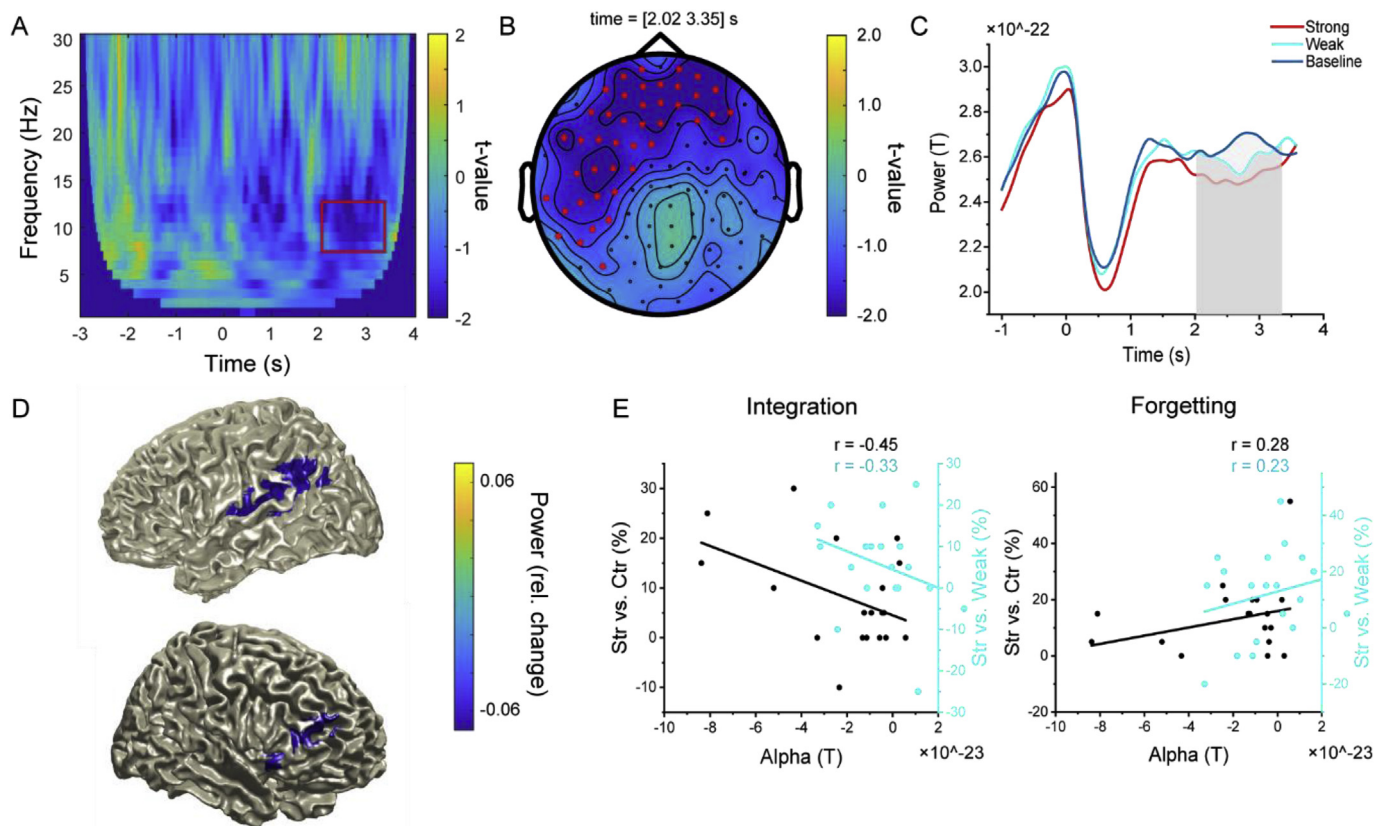 A
30
25
20
15
10
5
Frequency (Hz)
-3 -2 -1 0 1 2 3 4
Time (s)
2
1
0
-1
-2
t-value
B
time = [2.02 3.35] s
2.0
1.0
0
-1.0
-2.0
t-value
C
×10^-22
Strong
Weak
Baseline
3.0
2.8
2.6
2.4
2.2
2.0
Power (T)
-1 0 1 2 3 4
Time (s)
D
0.06
-0.06
Power (rel. change)
E
Integration
r = -0.45
r = -0.33
30
20
10
0
-10
Str vs. Ctr (%)
30
20
10
0
-10
-20
-30
Str vs. Weak (%)
-10 -8 -6 -4 -2 0 2
Alpha (T)
×10^-23
Forgetting
r = 0.28
r = 0.23
60
40
20
0
-20
Str vs. Ctr (%)
40
20
0
-20
Str vs. Weak (%)
-10 -8 -6 -4 -2 0 2
Alpha (T)
×10^-23